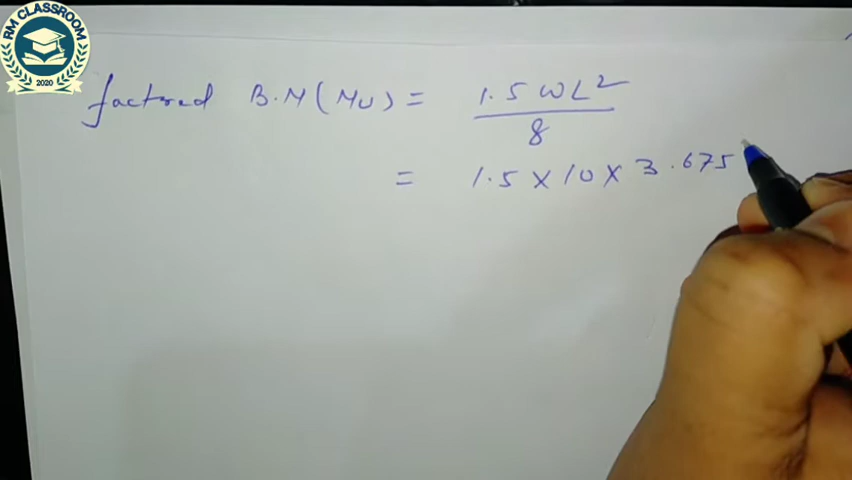 RM CLASSROOM
2020
factored B.M (Mu) = 1.5 WL²
8
= 1.5 x 10 x 3.675